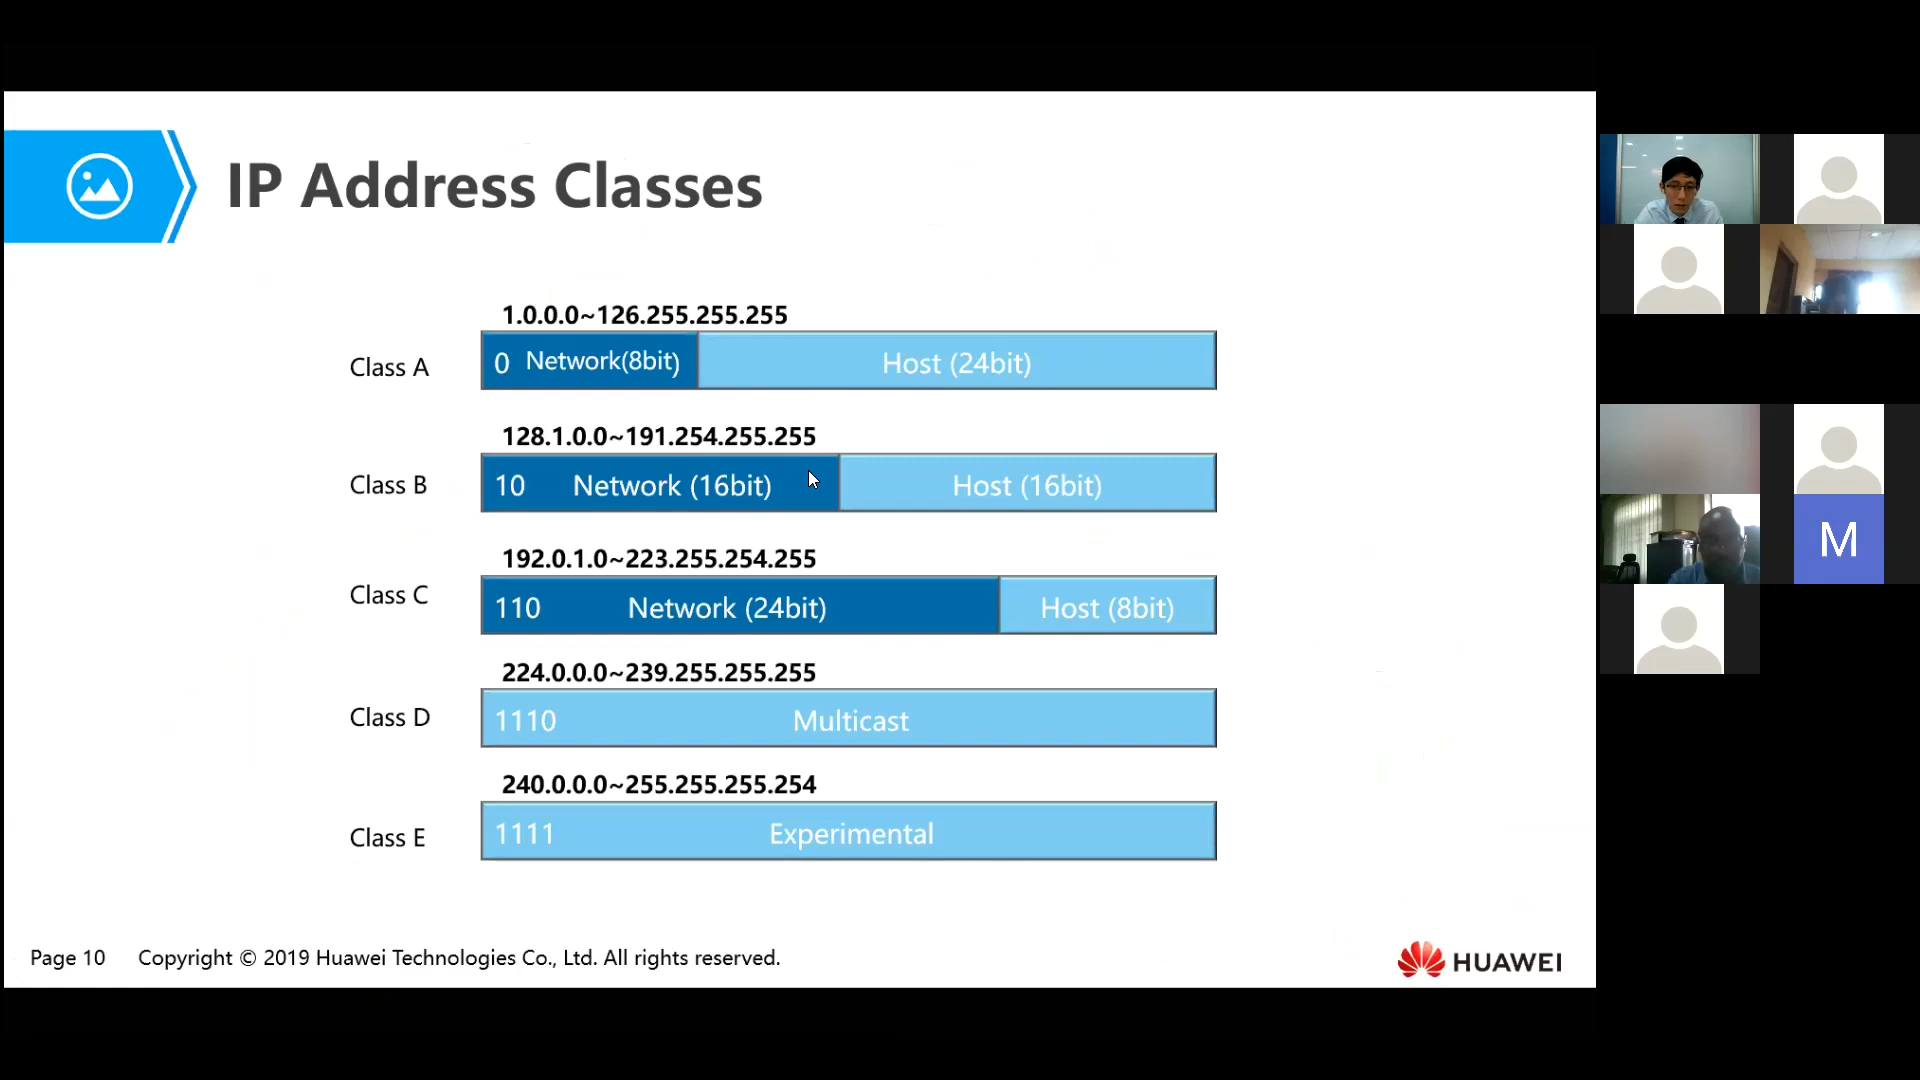 IP Address Classes
1.0.0.0~126.255.255.255
Class A
0 Network(8bit) Host (24bit)
128.1.0.0~191.254.255.255
Class B
10 Network (16bit) Host (16bit)
192.0.1.0~223.255.254.255
Class C
110 Network (24bit) Host (8bit)
224.0.0.0~239.255.255.255
Class D
1110 Multicast
240.0.0.0~255.255.255.254
Class E
1111 Experimental
Page 10 Copyright © 2019 Huawei Technologies Co., Ltd. All rights reserved.
HUAWEI
M